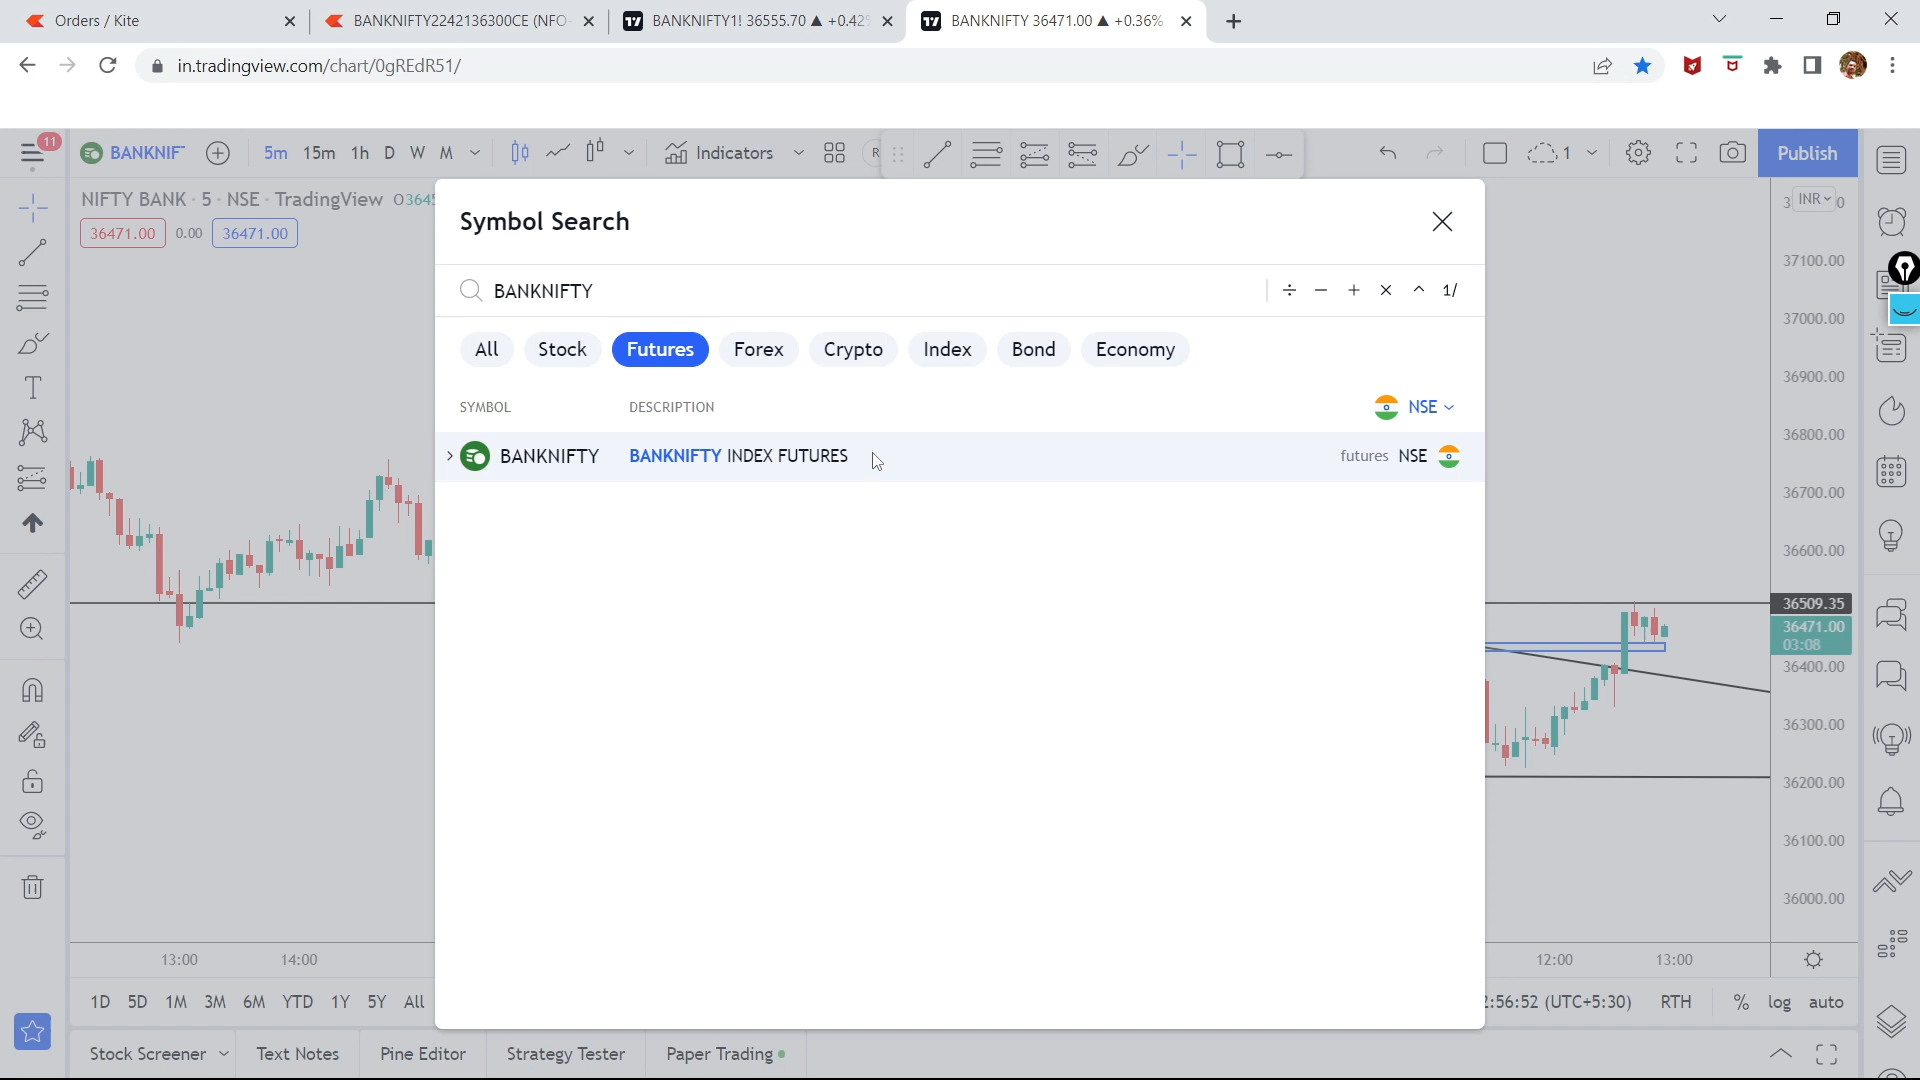 Orders / Kite
BANKNIFTY2242136300CE (NFO-
BANKNIFTY1! 36555.70 ▲ +0.42%
BANKNIFTY 36471.00 ▲ +0.36%
in.tradingview.com/chart/0gREdR51/
11
BANKNIF
5m 15m 1h D W M
Indicators
R
1
Publish
NIFTY BANK · 5 · NSE · TradingView O3645
36471.00 0.00 36471.00
INR
Symbol Search
BANKNIFTY
÷ − + × ^ 1/
All Stock Futures Forex Crypto Index Bond Economy
SYMBOL DESCRIPTION NSE
BANKNIFTY BANKNIFTY INDEX FUTURES futures NSE
37100.00
37000.00
36900.00
36800.00
36700.00
36600.00
36509.35
36471.00
03:08
36400.00
36300.00
36200.00
36100.00
36000.00
13:00 14:00 12:00 13:00
1D 5D 1M 3M 6M YTD 1Y 5Y All
2:56:52 (UTC+5:30) RTH % log auto
Stock Screener Text Notes Pine Editor Strategy Tester Paper Trading